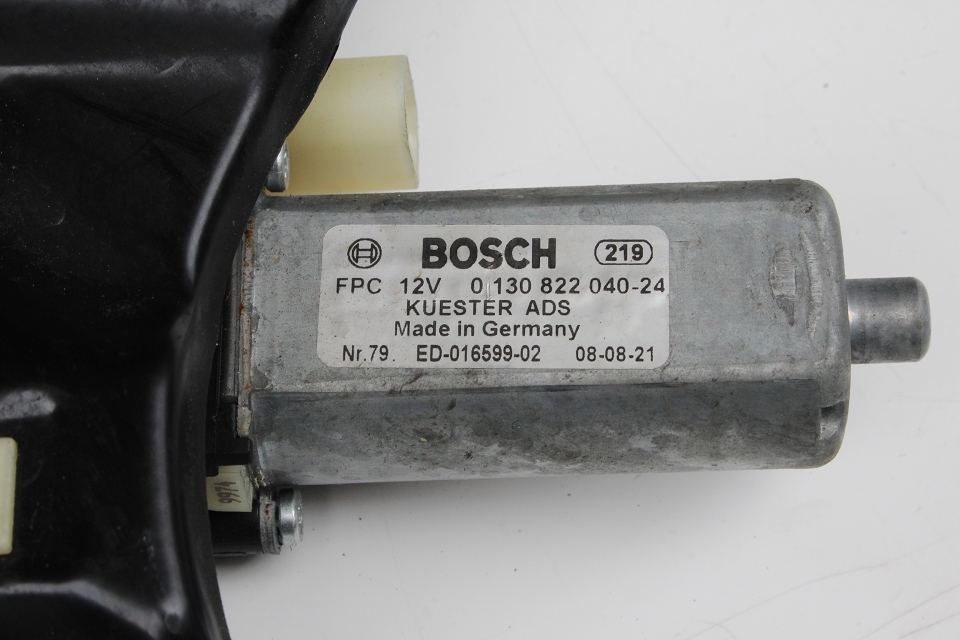 BOSCH 219
FPC 12V 0 130 822 040-24
KUESTER ADS
Made in Germany
Nr.79. ED-016599-02 08-08-21
9974